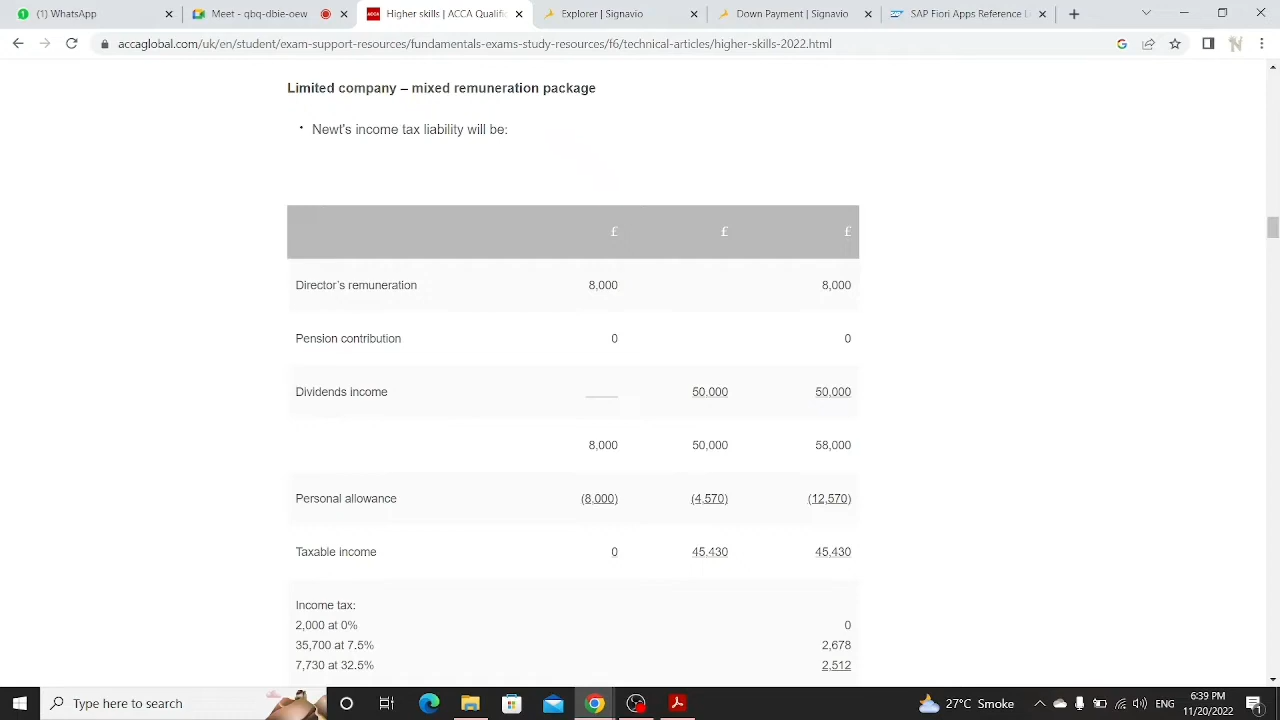 (1) WhatsApp
Meet - qbq-dbie-oew
Higher skills | ACCA Qualific
Explorer | Signavio
Down Payment | Signavio
SAP Fiori Apps Reference Li
accaglobal.com/uk/en/student/exam-support-resources/fundamentals-exams-study-resources/f6/technical-articles/higher-skills-2022.html
Limited company – mixed remuneration package
• Newt's income tax liability will be:
£ £ £
Director's remuneration 8,000 8,000
Pension contribution 0 0
Dividends income 50,000 50,000
8,000 50,000 58,000
Personal allowance (8,000) (4,570) (12,570)
Taxable income 0 45,430 45,430
Income tax:
2,000 at 0% 0
35,700 at 7.5% 2,678
7,730 at 32.5% 2,512
Type here to search
27°C Smoke
ENG
6:39 PM
11/20/2022